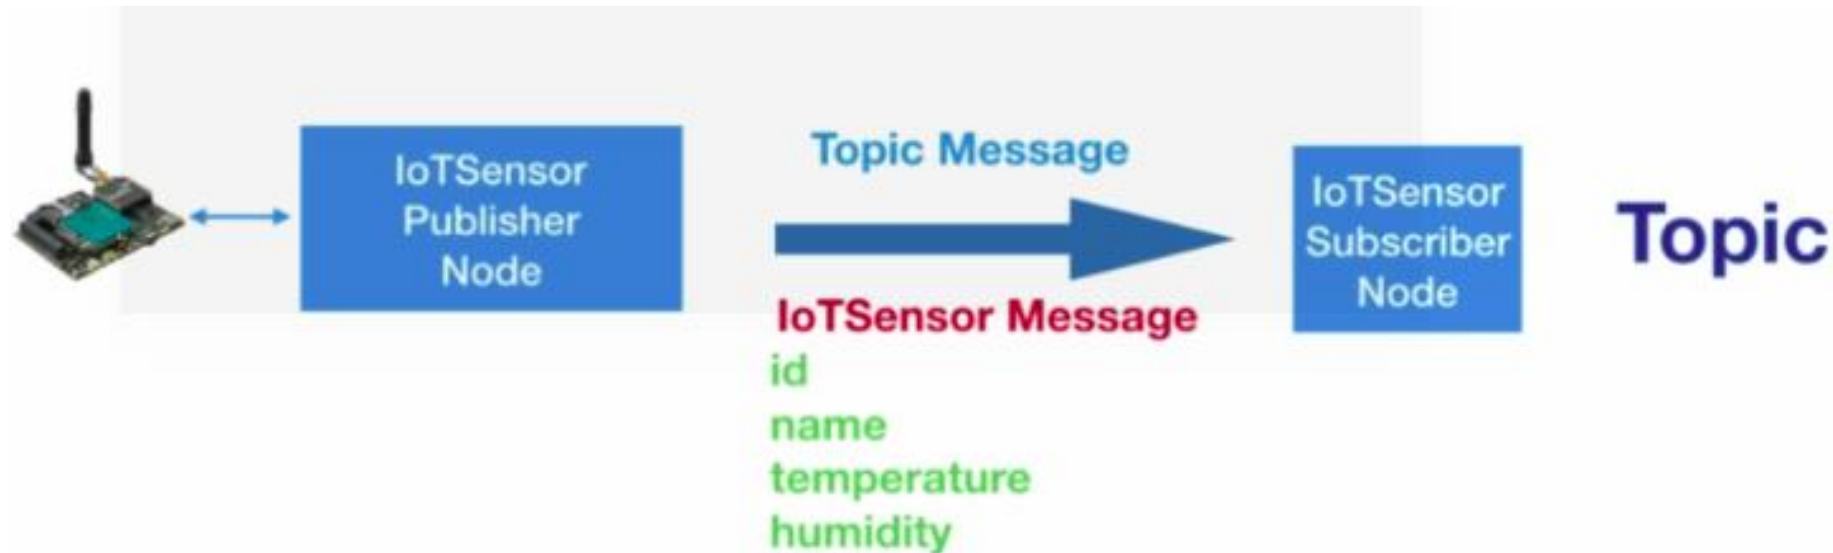 IoTSensor
Publisher
Node
Topic Message
IoTSensor Message
id
name
temperature
humidity
IoTSensor
Subscriber
Node
Topic